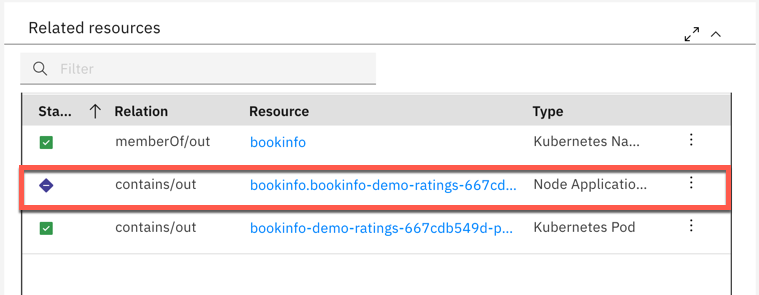 Related resources
Filter
Sta... Relation Resource Type
memberOf/out bookinfo Kubernetes Na...
contains/out bookinfo.bookinfo-demo-ratings-667cd... Node Applicatio...
contains/out bookinfo-demo-ratings-667cdb549d-p... Kubernetes Pod